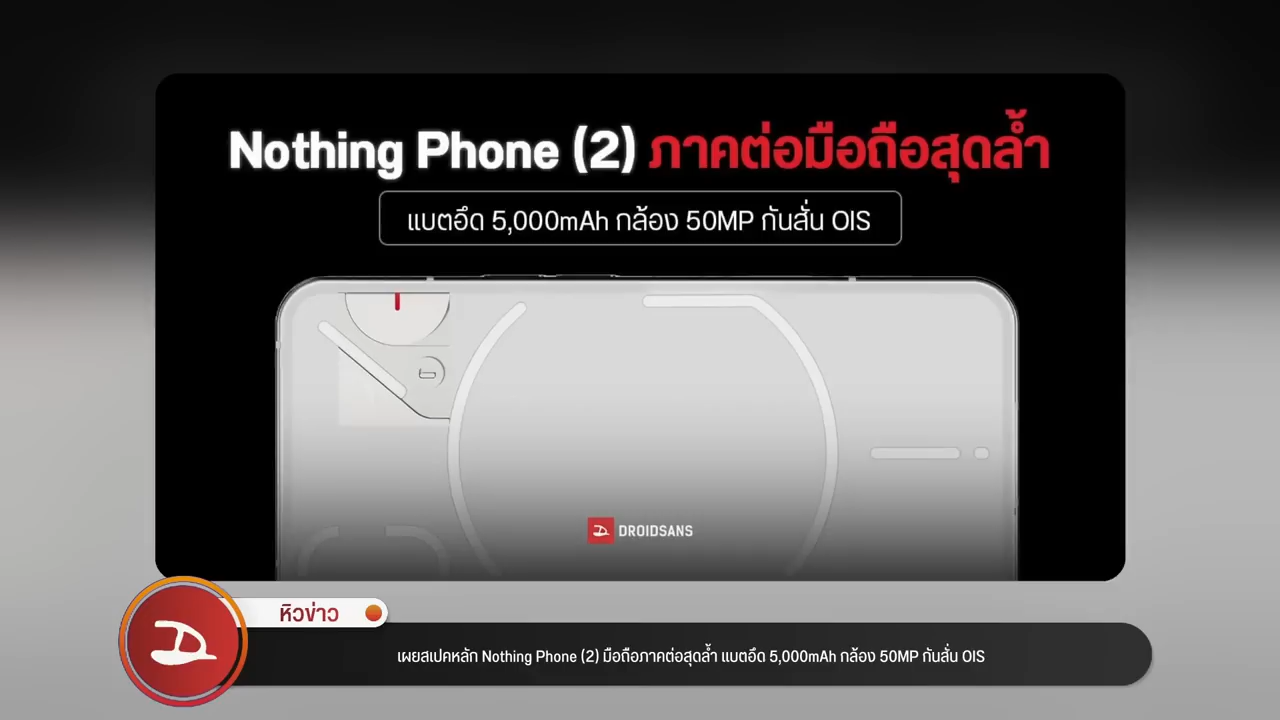 Nothing Phone (2) ภาคต่อมือถือสุดล้ำ
แบตอึด 5,000mAh กล้อง 50MP กันสั่น OIS
DROIDSANS
หิวข่าว
เผยสเปคหลัก Nothing Phone (2) มือถือภาคต่อสุดล้ำ แบตอึด 5,000mAh กล้อง 50MP กันสั่น OIS